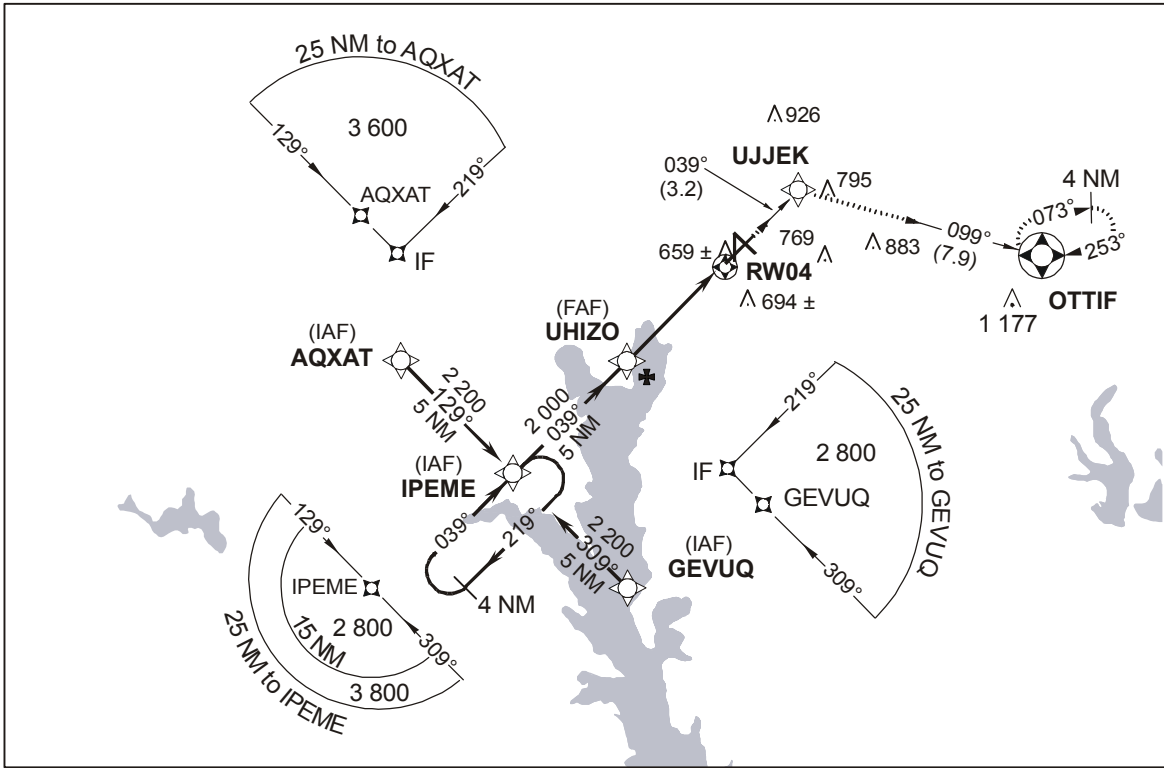 25 NM to AQXAT
3 600
129°
219°
AQXAT
IF
926
UJJEK
039°
(3.2)
795
4 NM
073°
253°
099°
(7.9)
883
769
659 ±
RW04
694 ±
OTTIF
1 177
(FAF)
UHIZO
(IAF)
AQXAT
2 200
129°
5 NM
2 000
039°
5 NM
(IAF)
IPEME
039°
219°
4 NM
2 200
309°
5 NM
(IAF)
GEVUQ
219°
25 NM to GEVUQ
2 800
IF
GEVUQ
309°
129°
IPEME
2 800
15 NM
309°
3 800
25 NM to IPEME